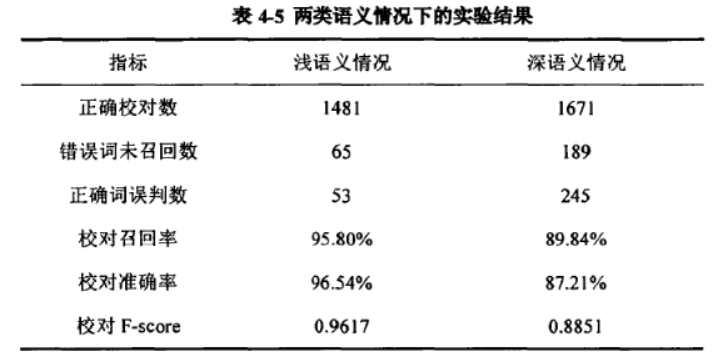 表 4-5 两类语义情况下的实验结果
指标 浅语义情况 深语义情况
正确校对数 1481 1671
错误词未召回数 65 189
正确词误判数 53 245
校对召回率 95.80% 89.84%
校对准确率 96.54% 87.21%
校对 F-score 0.9617 0.8851